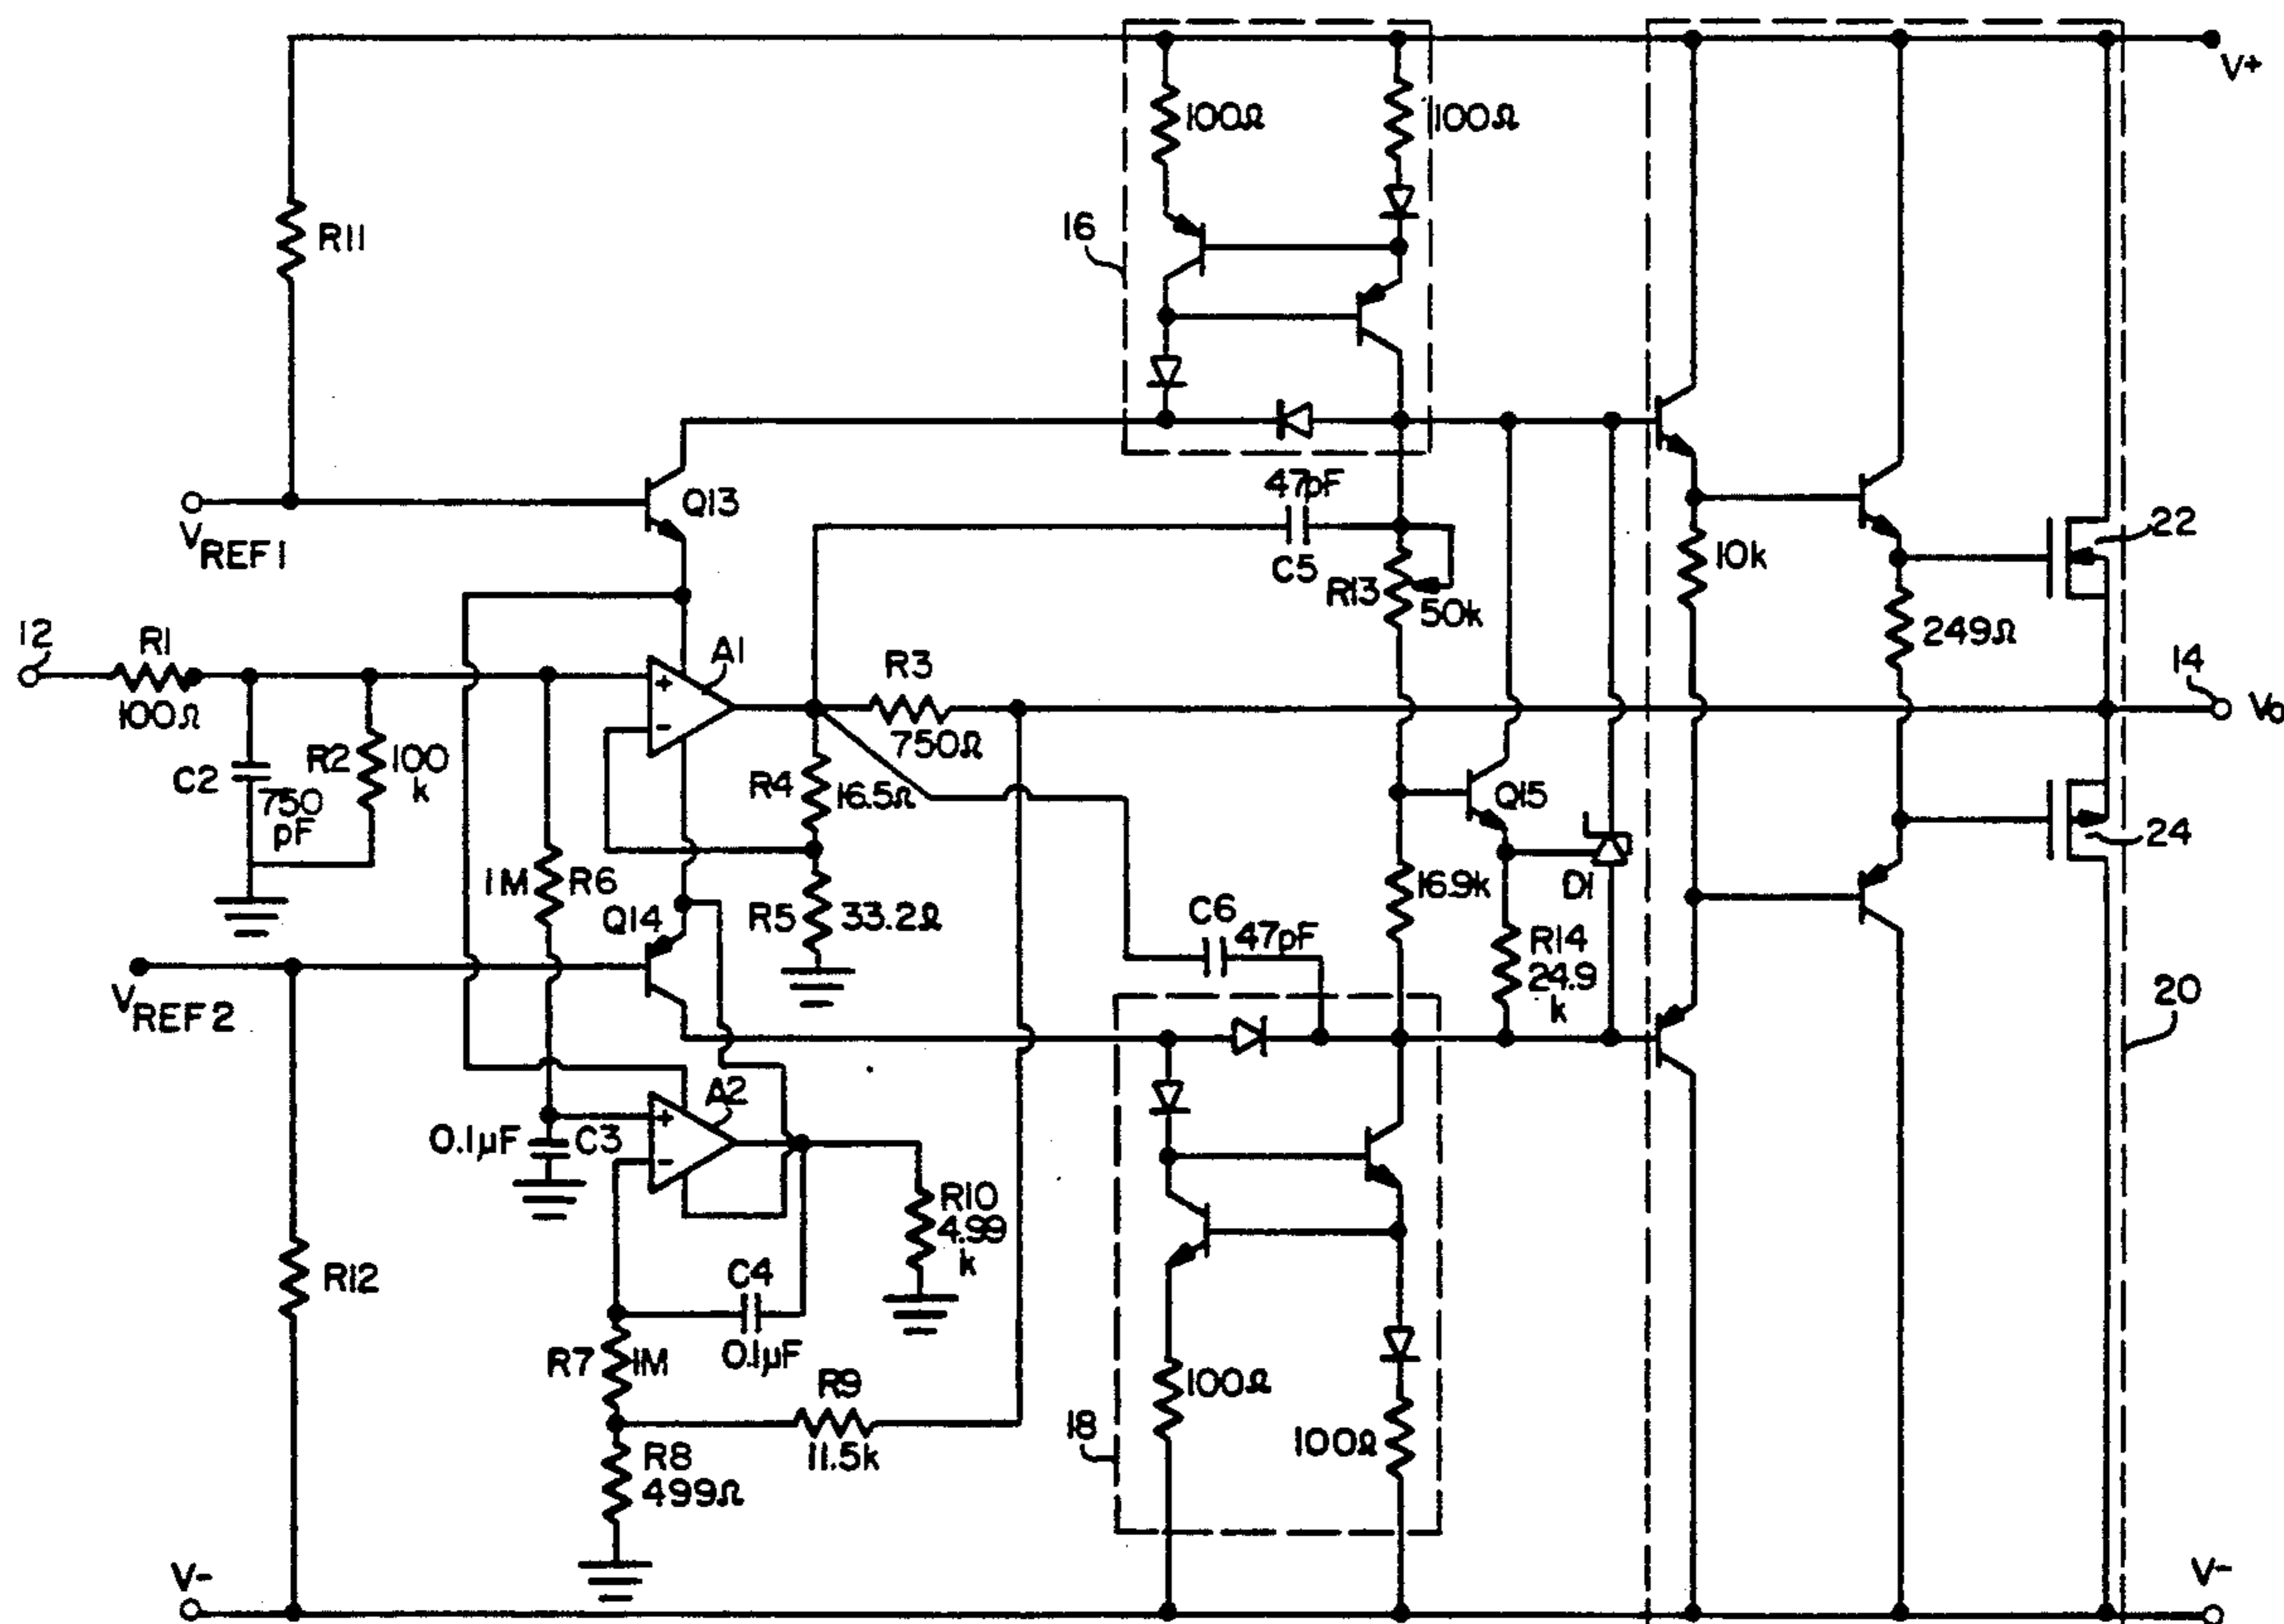 V+
100Ω
100Ω
R11
16
Q13
V REF1
47pF
C5
R13
50k
10k
22
249Ω
12
R1
100Ω
A1
R3
750Ω
14
Vo
C2
750
pF
R2
100
k
R4
16.5Ω
Q15
24
1M
R6
Q14
R5
33.2Ω
16.9k
D1
C6
47pF
R14
24.9
k
V REF2
20
A2
0.1µF
C3
R10
4.99
k
C4
0.1µF
R12
R7
1M
R9
11.5k
100Ω
18
100Ω
R8
499Ω
V-
V-
+
-
+
-